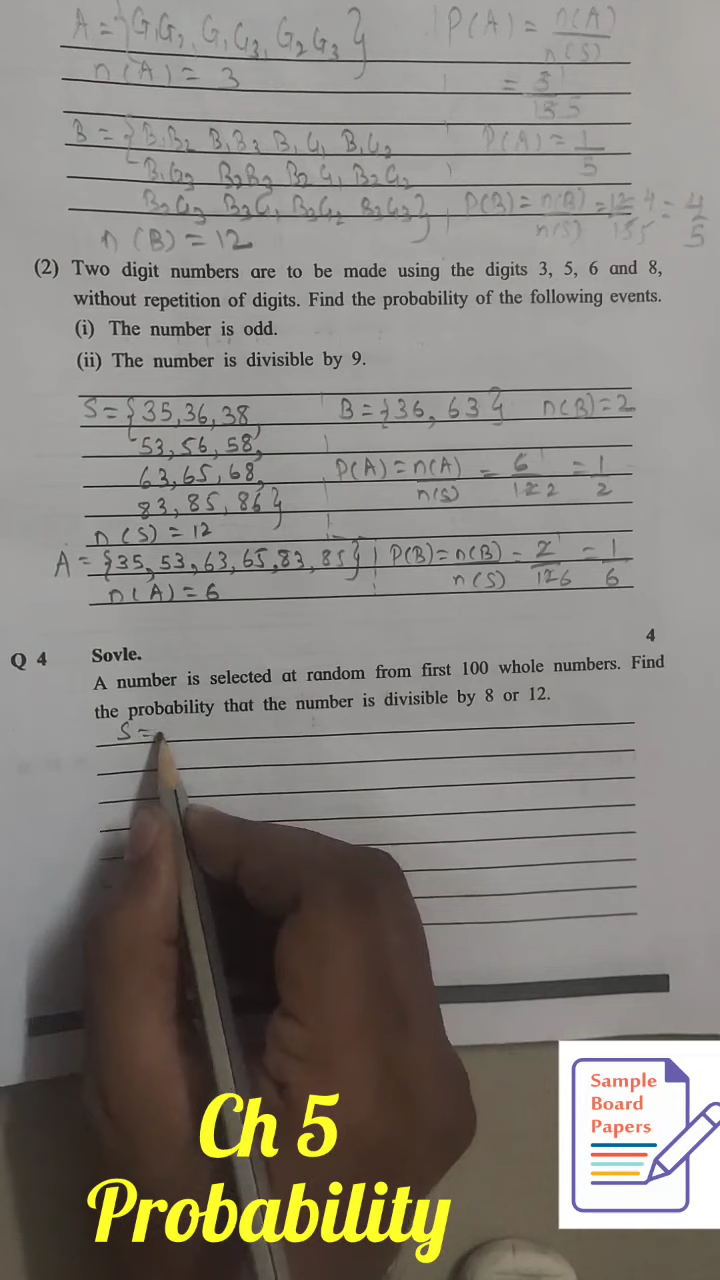 A = {G1G2, G1G3, G2G3}
n(A) = 3
P(A) = n(A)/n(S)
= 3/15 5
P(A) = 1/5
B = {B1B2 B1B3 B1G1 B1G2
B1G3 B2B3 B2G1 B2G2
B2G3 B3G1 B3G2 B3G3}
n(B) = 12
P(B) = n(B)/n(S) = 12 4/15 5 = 4/5
(2) Two digit numbers are to be made using the digits 3, 5, 6 and 8,
without repetition of digits. Find the probability of the following events.
(i) The number is odd.
(ii) The number is divisible by 9.
S = {35, 36, 38,
53, 56, 58,
63, 65, 68,
83, 85, 86}
n(S) = 12
A = {35, 53, 63, 65, 83, 85}
n(A) = 6
B = {36, 63} n(B) = 2
P(A) = n(A)/n(S) = 6/12 2 = 1/2
P(B) = n(B)/n(S) = 2/12 6 = 1/6
4
Q 4 Sovle.
A number is selected at random from first 100 whole numbers. Find
the probability that the number is divisible by 8 or 12.
S =
Sample
Board
Papers
Ch 5
Probability